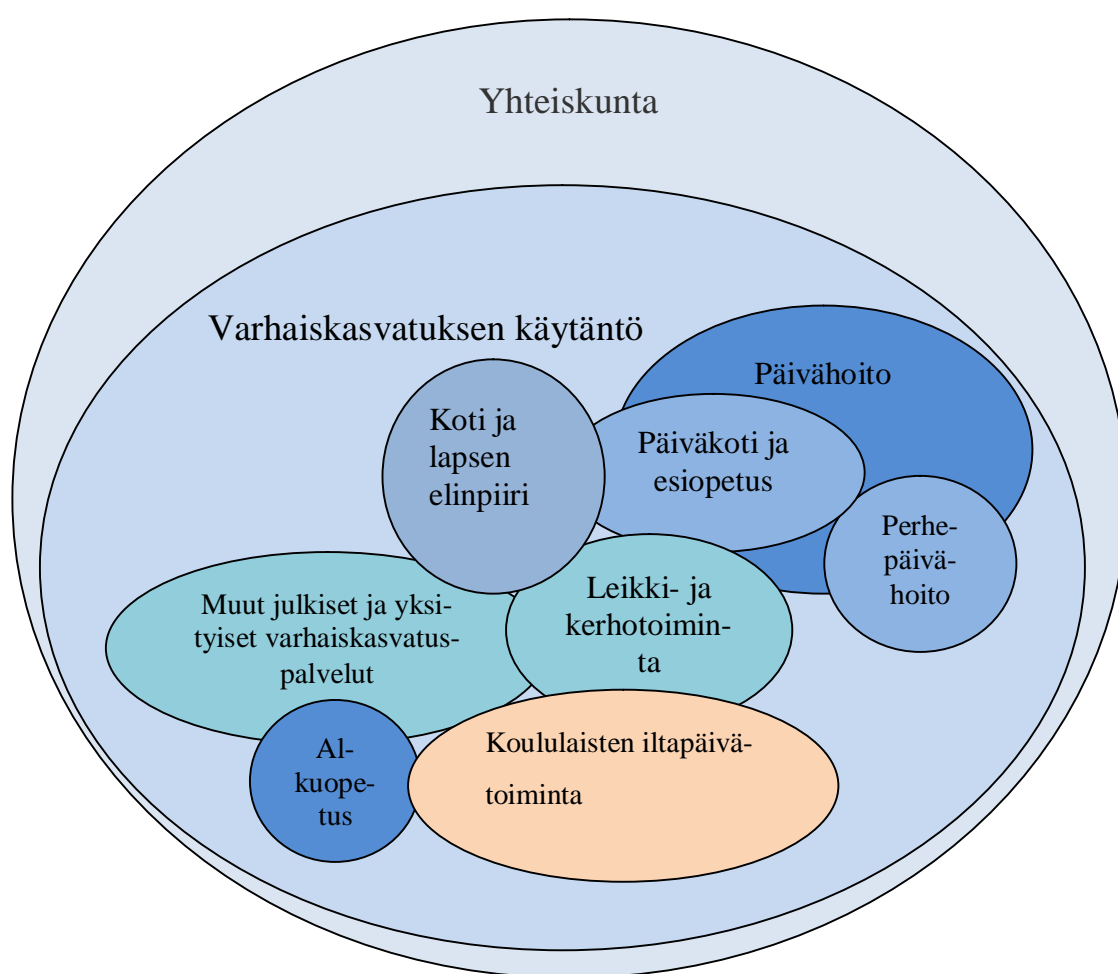 Yhteiskunta
Varhaiskasvatuksen käytäntö
Päivähoito
Koti ja
lapsen
elinpiiri
Päiväkoti ja
esiopetus
Perhe-
päivä-
hoito
Leikki- ja
kerhotoimin-
ta
Muut julkiset ja yksi-
tyiset varhaiskasvatus-
palvelut
Al-
kuope-
tus
Koululaisten iltapäivä-
toiminta